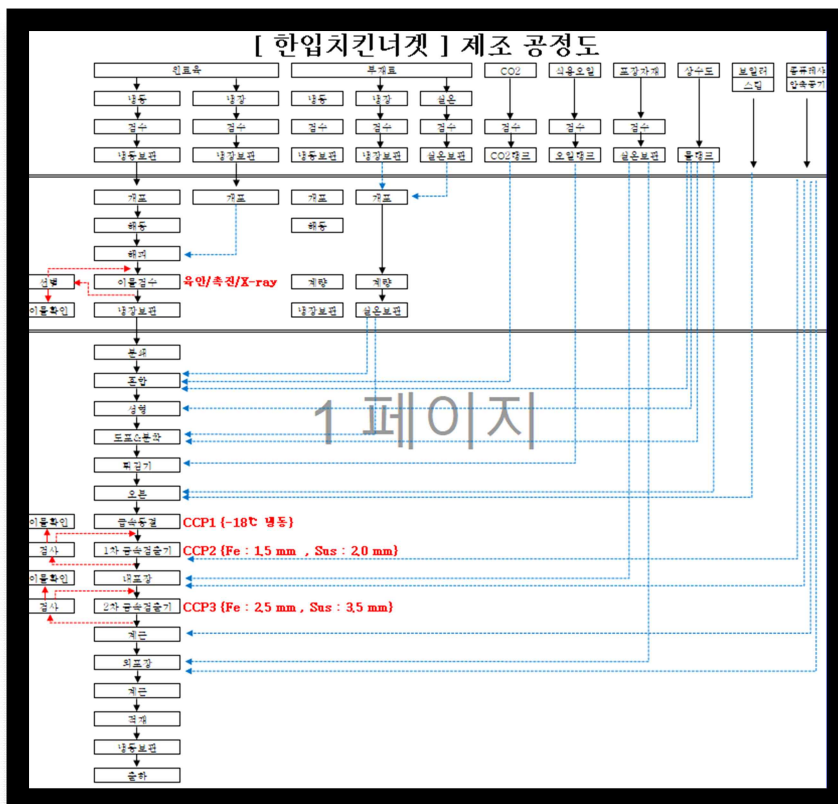 [ 한입치킨너겟 ] 제조 공정도
원료육 부재료 CO2 식용오일 포장자재 상수도 보일러
스팀
압축공기
냉동 냉장 냉동 냉장 실온
검수 검수 검수 검수 검수 검수 검수 검수
냉동보관 냉장보관 냉동보관 냉장보관 실온보관 CO2탱크 오일탱크 실온보관 물탱크
개포 개포 개포 개포
해동 해동
해괴
선별 이물검수 육안/촉진/X-ray 계량 계량
이물확인 냉장보관 냉장보관 실온보관
분쇄
혼합
성형
1 페이지
튀김기
오븐
이물확인 급속동결 CCP1 {-18℃ 냉동}
검사 1차 금속검출기 CCP2 {Fe : 1.5 mm , Sus : 2.0 mm}
이물확인 내포장
검사 2차 금속검출기 CCP3 {Fe : 2.5 mm , Sus : 3.5 mm}
계근
외포장
계근
적재
냉동보관
출하